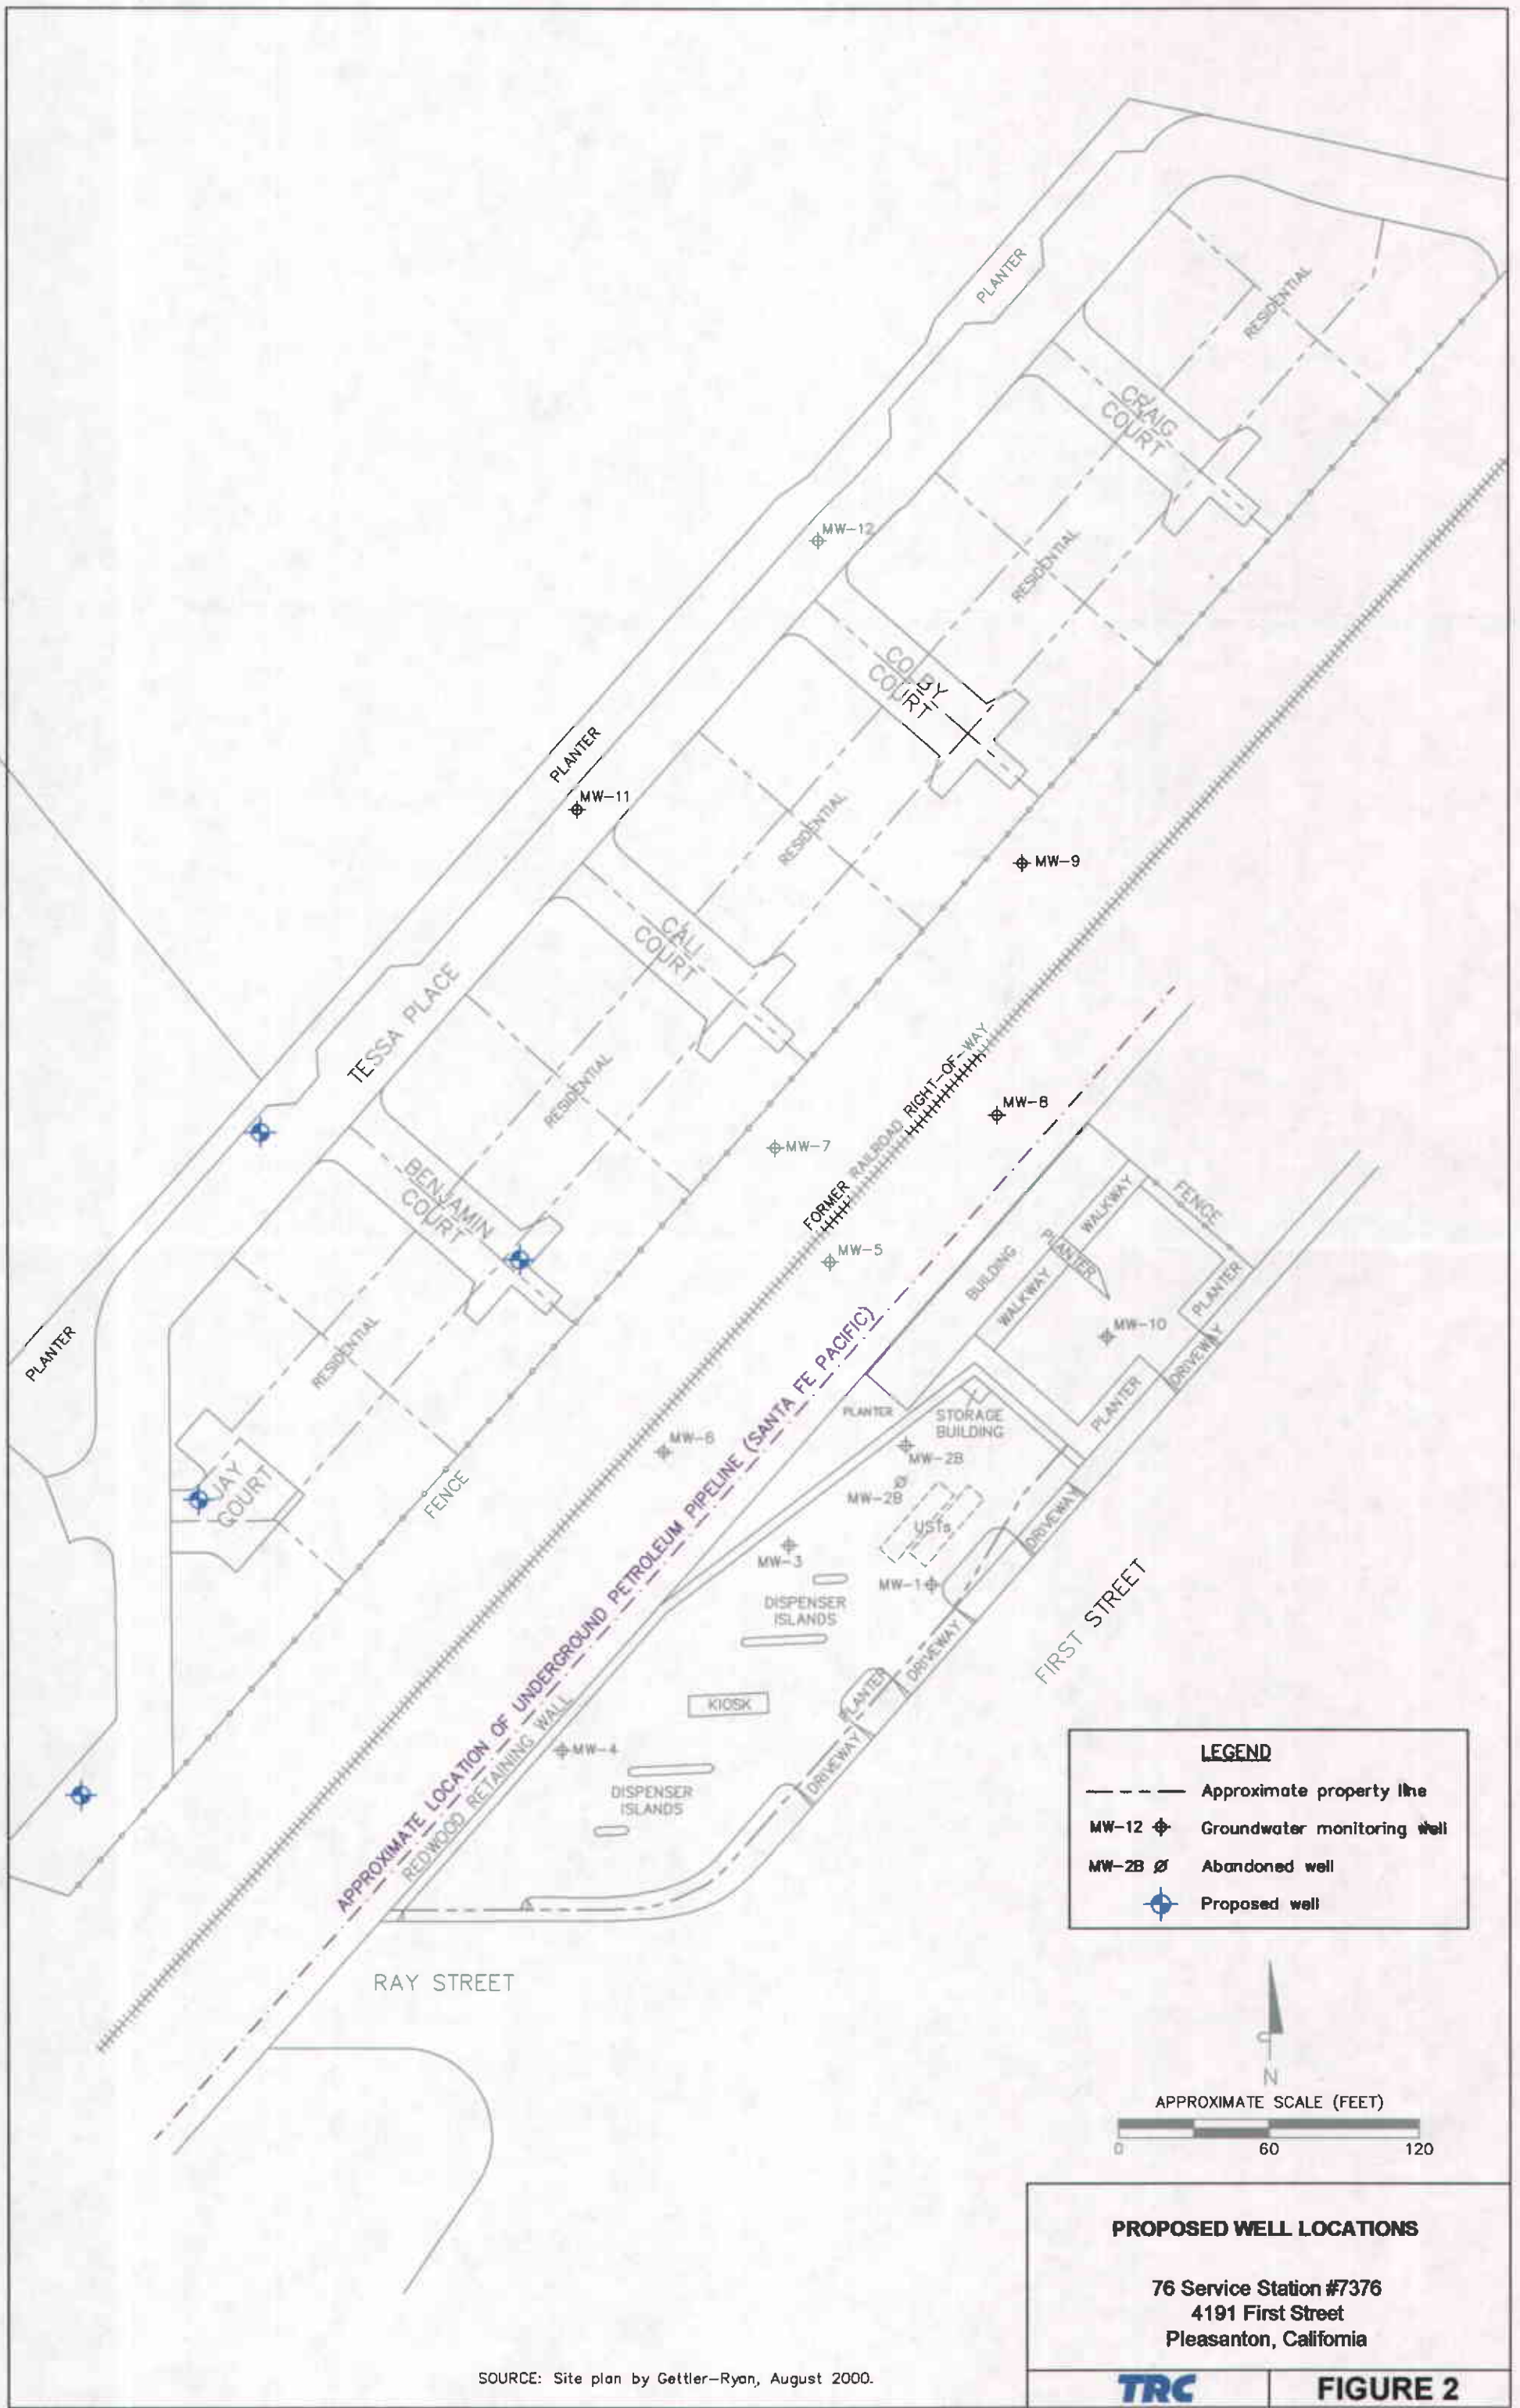 PLANTER
RESIDENTIAL
CRAIG
COURT
MW-12
RESIDENTIAL
COLBY
COURT
PLANTER
MW-11
RESIDENTIAL
MW-9
CALI
COURT
TESSA PLACE
RESIDENTIAL
FORMER RAILROAD RIGHT-OF-WAY
MW-8
MW-7
BENJAMIN
COURT
MW-5
WALKWAY
FENCE
PLANTER
BUILDING
WALKWAY
PLANTER
MW-10
DRIVEWAY
PLANTER
RESIDENTIAL
PLANTER
PLANTER
STORAGE
BUILDING
MW-6
MW-2B
MW-2B
USTs
DRIVEWAY
JAY
COURT
FENCE
MW-3
MW-1
DISPENSER
ISLANDS
FIRST STREET
DRIVEWAY
PLANTER
KIOSK
DRIVEWAY
APPROXIMATE LOCATION OF UNDERGROUND PETROLEUM PIPELINE (SANTA FE PACIFIC)
REDWOOD RETAINING WALL
MW-4
DISPENSER
ISLANDS
RAY STREET
LEGEND
Approximate property line
MW-12 Groundwater monitoring well
MW-2B Abandoned well
Proposed well
N
APPROXIMATE SCALE (FEET)
0 60 120
PROPOSED WELL LOCATIONS
76 Service Station #7376
4191 First Street
Pleasanton, California
SOURCE: Site plan by Gettler-Ryan, August 2000.
TRC
FIGURE 2